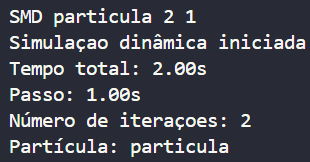 SMD particula 2 1
Simulaçao dinâmica iniciada
Tempo total: 2.00s
Passo: 1.00s
Número de iteraçoes: 2
Partícula: particula